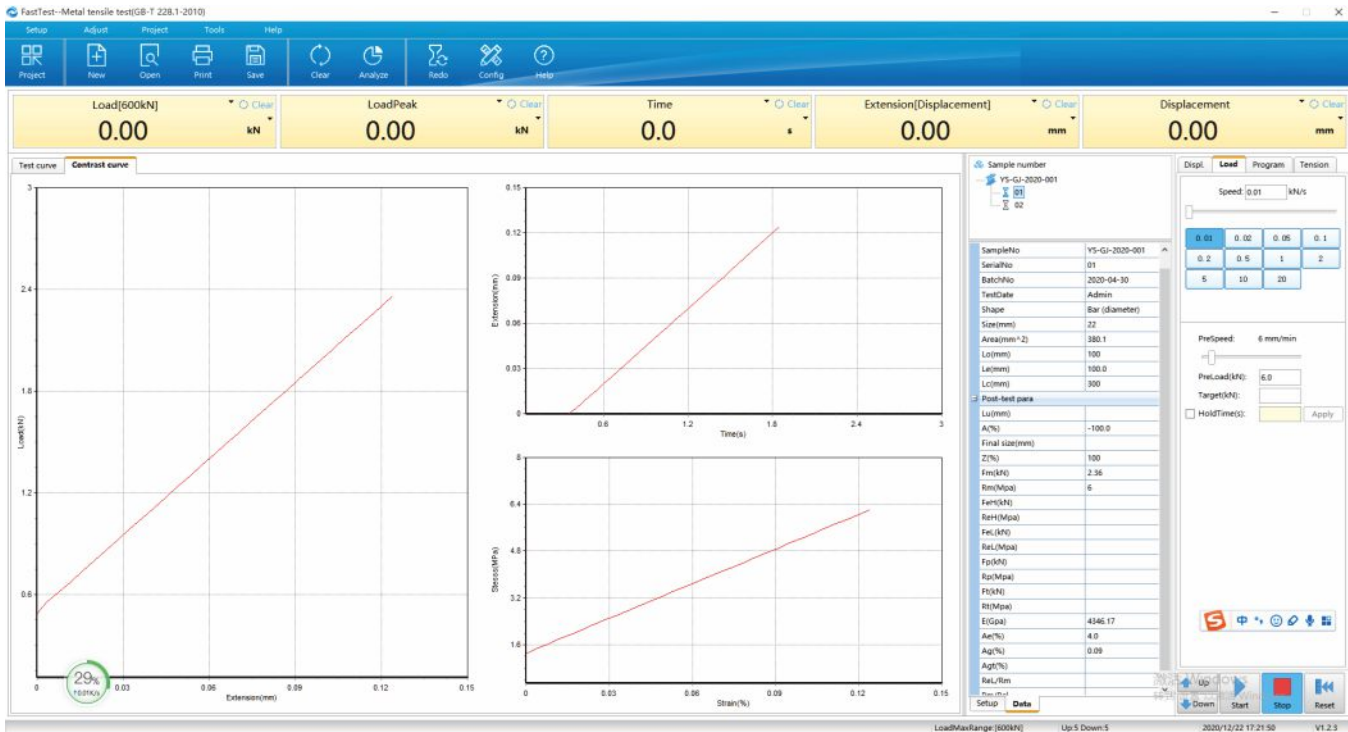 FastTest--Metal tensile test(GB-T 228.1-2010)
Setup Adjust Project Tools Help
Project New Open Print Save Clear Analyze Redo Config Help
Load[600kN] Clear LoadPeak Clear Time Clear Extension[Displacement] Clear Displacement Clear
0.00 kN 0.00 kN 0.0 s 0.00 mm 0.00 mm
Test curve Contrast curve
3
2.4
1.8
1.2
0.6
Load(kN)
0 0.03 0.06 0.09 0.12 0.15
Extension(mm)
29%
0.15
0.12
0.09
0.06
0.03
0
Extension(mm)
0.6 1.2 1.8 2.4 3
Time(s)
8
6.4
4.8
3.2
1.6
Stesss(MPa)
0 0.03 0.06 0.09 0.12 0.15
Strain(%)
Sample number
YS-GJ-2020-001
01
02
SampleNo YS-GJ-2020-001
SerialNo 01
BatchNo 2020-04-30
TestDate Admin
Shape Bar (diameter)
Size(mm) 22
Area(mm^2) 380.1
Lo(mm) 100
Le(mm) 100.0
Lc(mm) 300
Post-test para
Lu(mm)
A(%) -100.0
Final size(mm)
Z(%) 100
Fm(kN) 2.36
Rm(Mpa) 6
FeH(kN)
ReH(Mpa)
FeL(kN)
ReL(Mpa)
Fp(kN)
Rp(Mpa)
Ft(kN)
Rt(Mpa)
E(Gpa) 4346.17
Ae(%) 4.0
Ag(%) 0.09
Agt(%)
ReL/Rm
Setup Data
Displ. Load Program Tension
Speed: 0.01 kN/s
0.01 0.02 0.05 0.1
0.2 0.5 1 2
5 10 20
PreSpeed: 6 mm/min
PreLoad(kN): 6.0
Target(kN):
HoldTime(s): Apply
中
激活 Windows
Up
Down Start Stop Reset
LoadMaxRange:[600kN] Up:5 Down:5 2020/12/22 17:21:50 V1.2.3